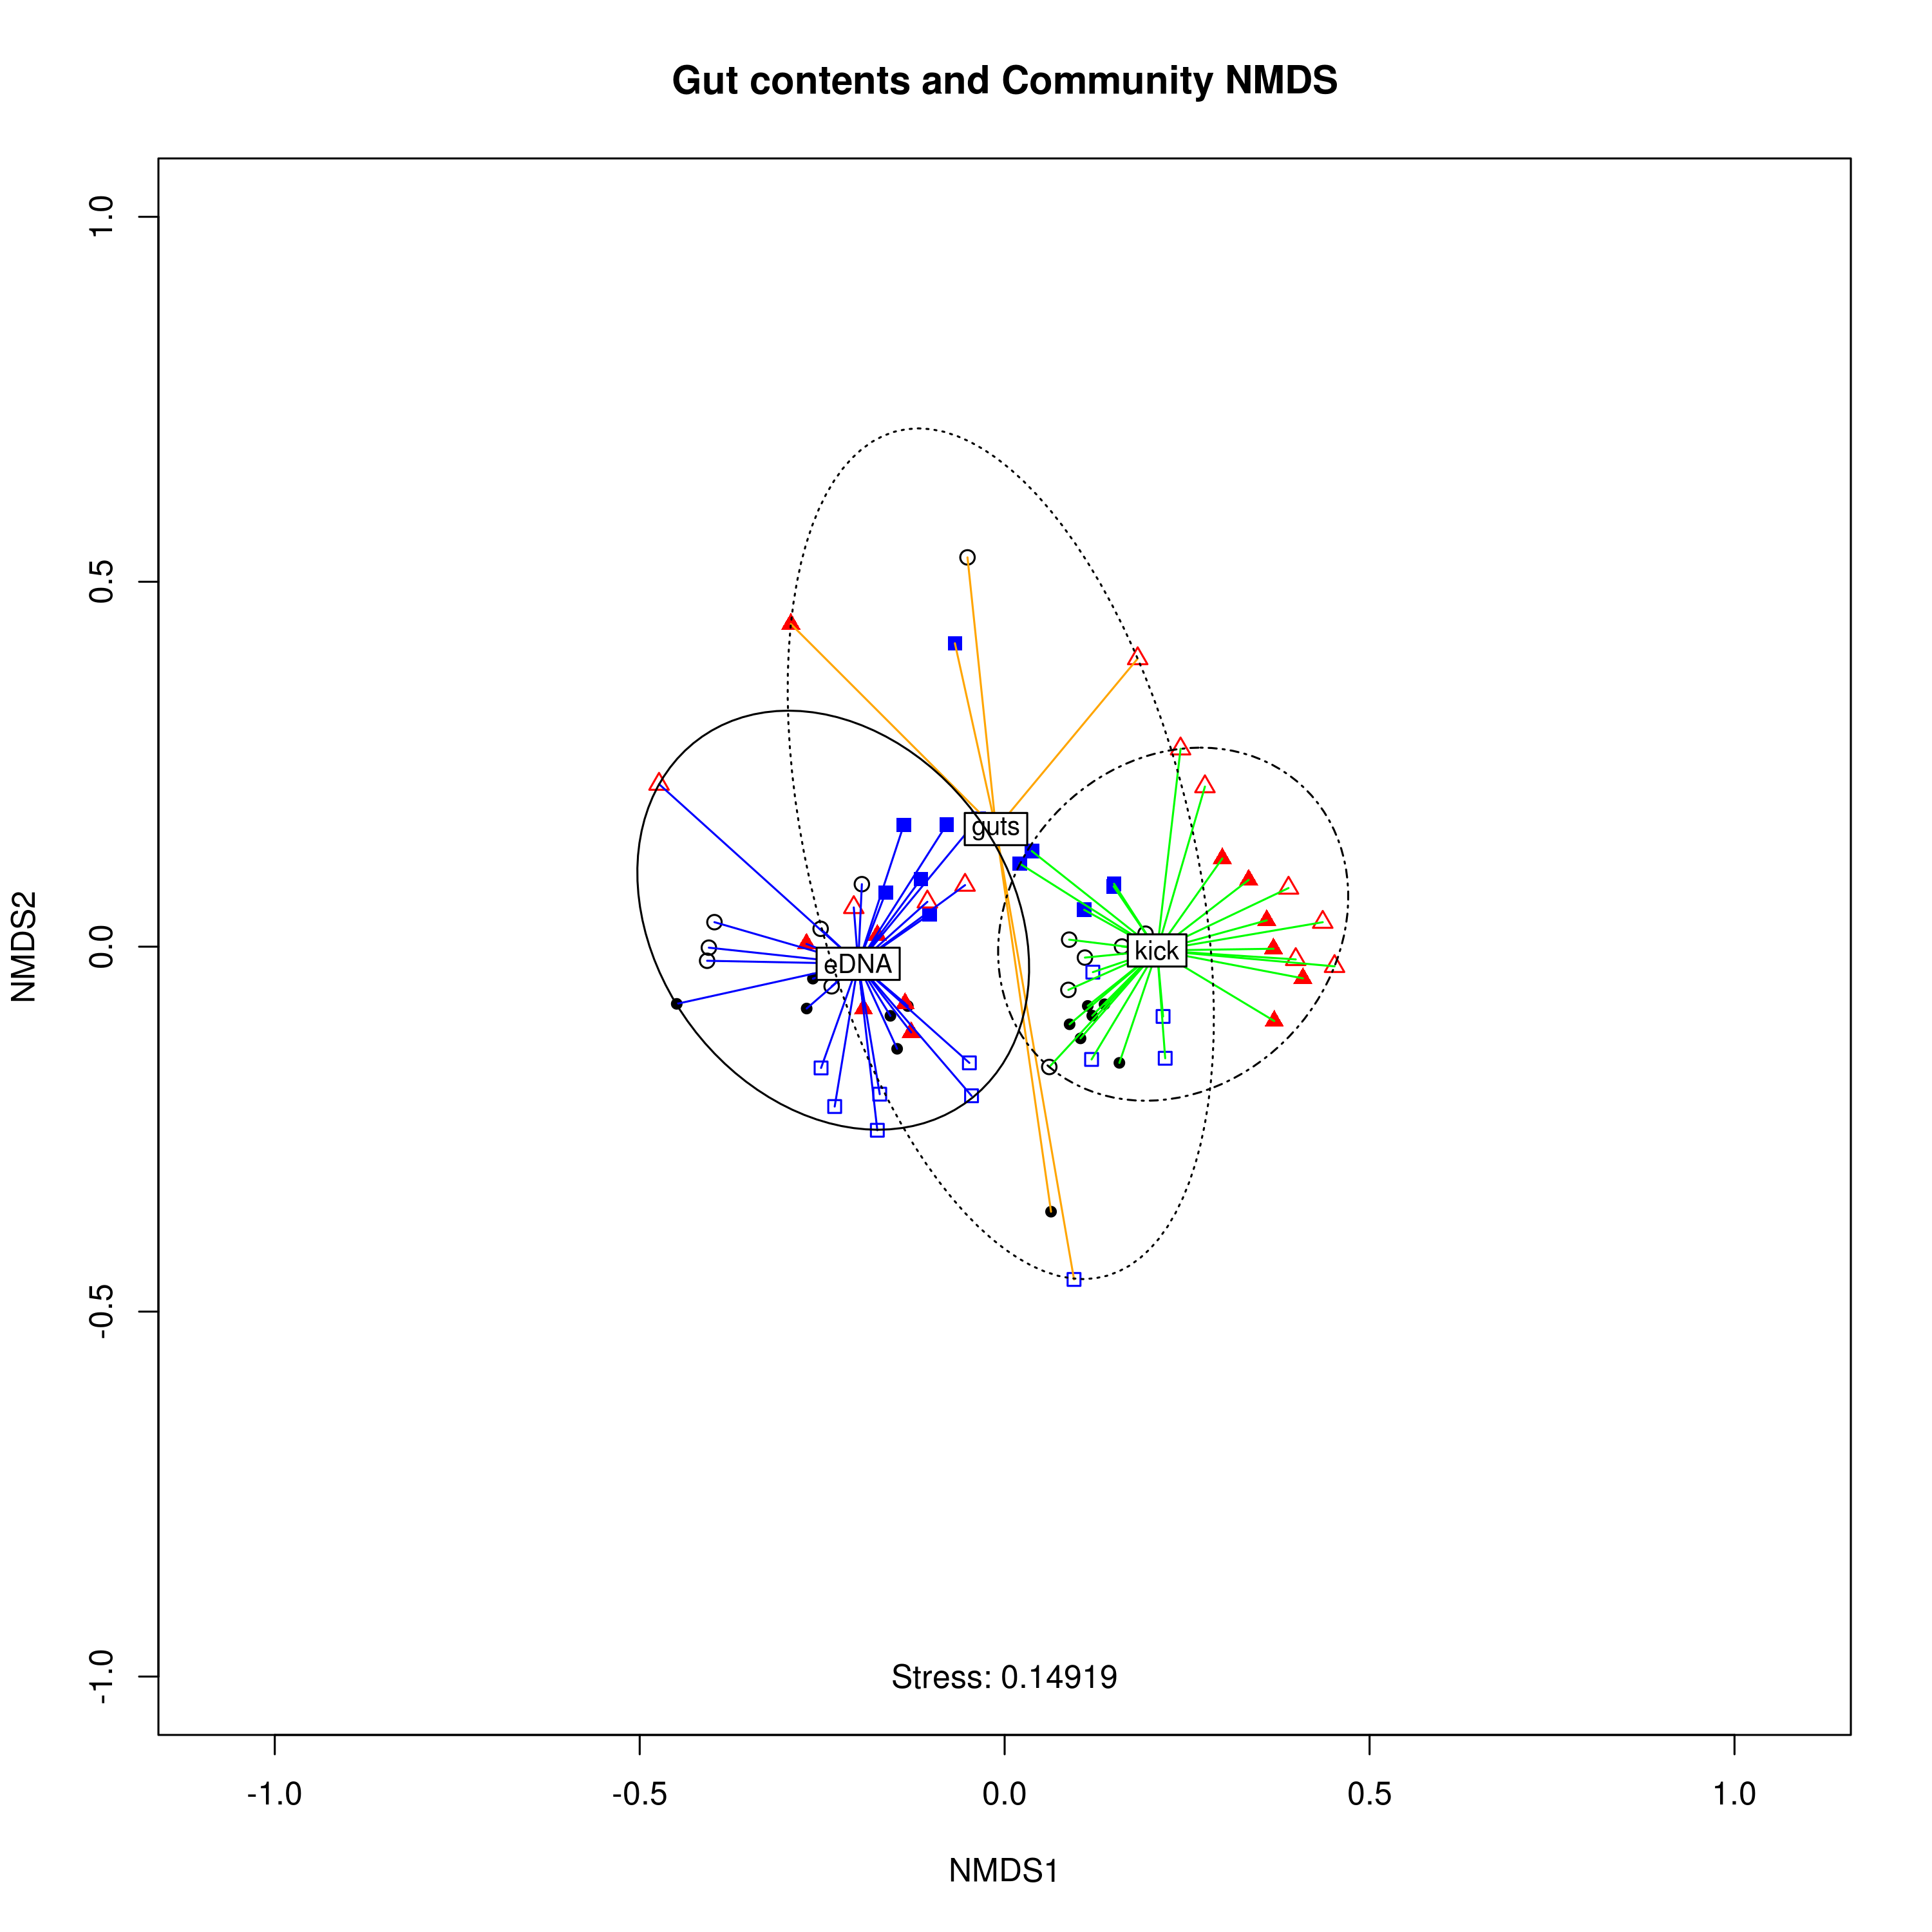 Gut contents and Community NMDS
1.0
0.5
0.0
-0.5
-1.0
NMDS2
guts
eDNA
kick
Stress: 0.14919
-1.0
-0.5
0.0
0.5
1.0
NMDS1